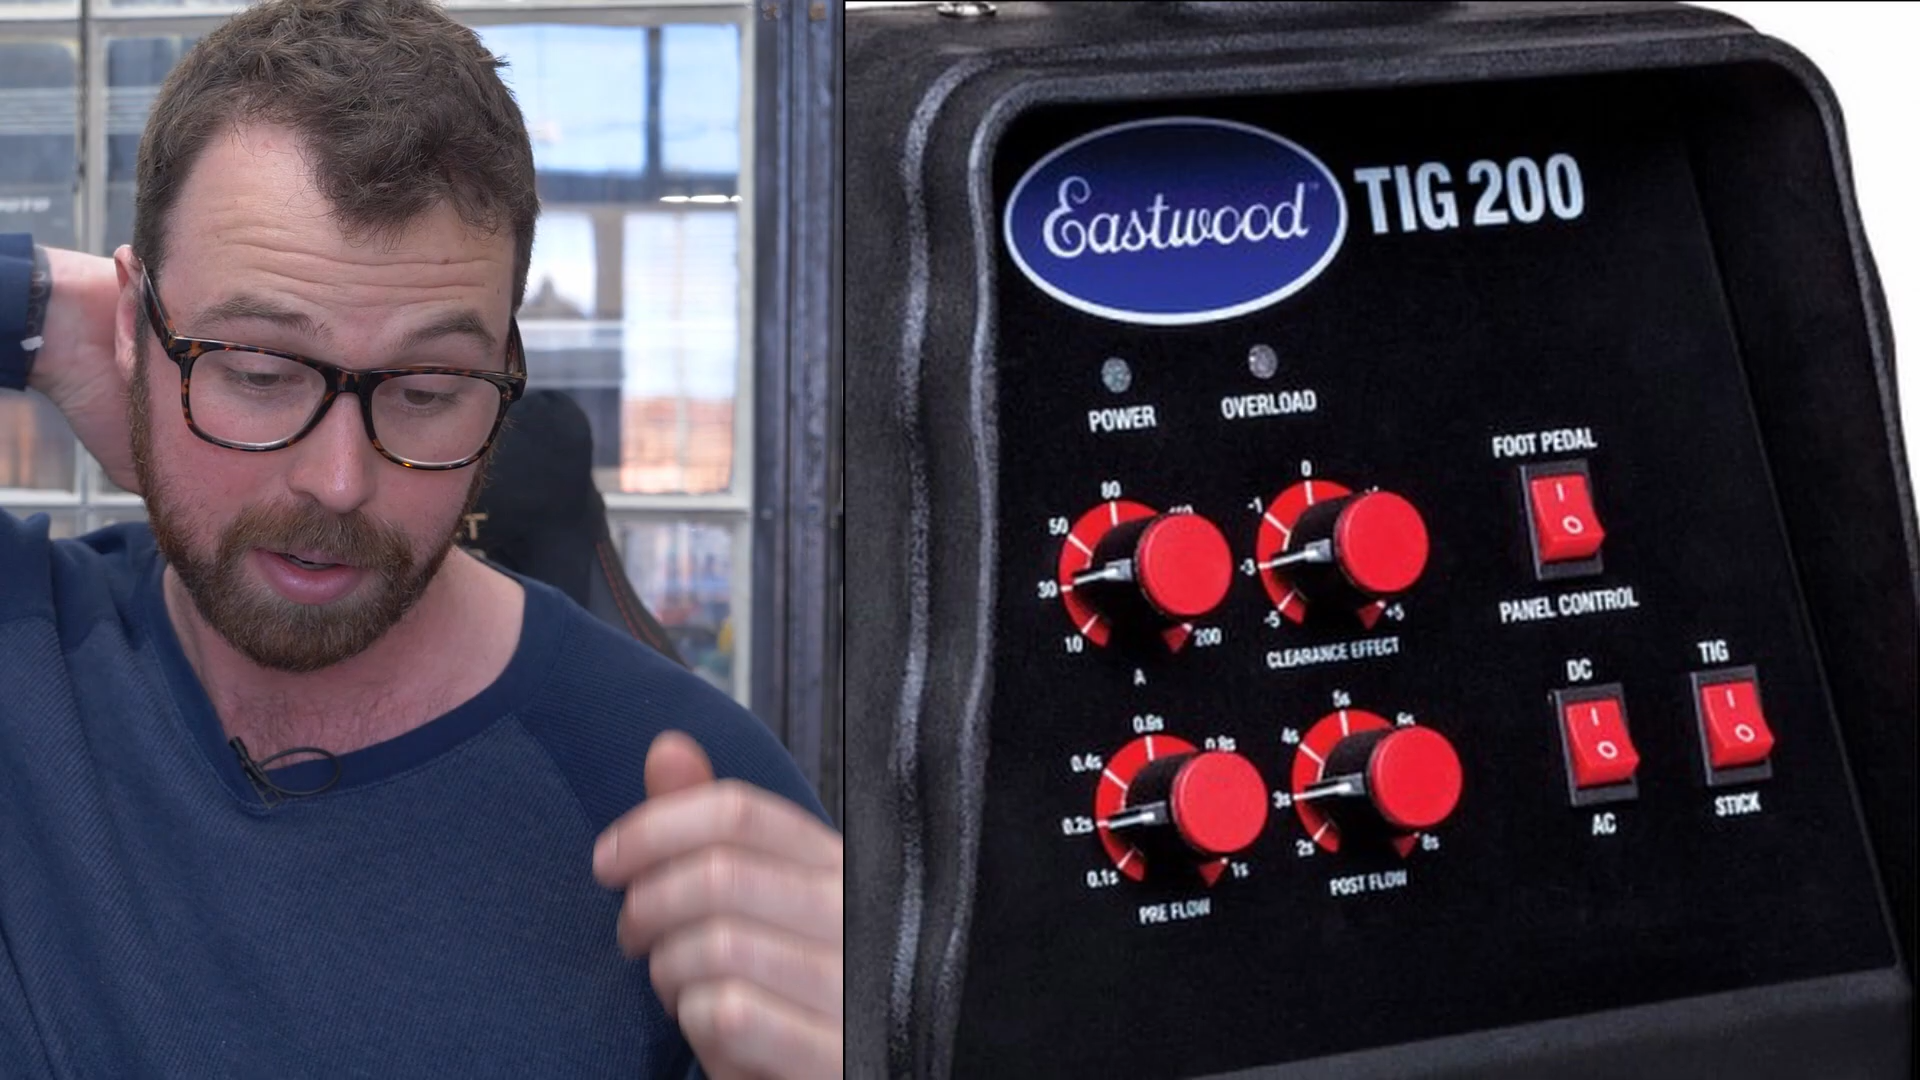 Eastwood
TIG 200
POWER
OVERLOAD
FOOT PEDAL
PANEL CONTROL
80
50
30
10
200
A
0
-1
-3
-5
+5
CLEARANCE EFFECT
DC
AC
TIG
STICK
0.6s
0.4s
0.8s
0.2s
0.1s
1s
PRE FLOW
5s
4s
6s
3s
2s
8s
POST FLOW